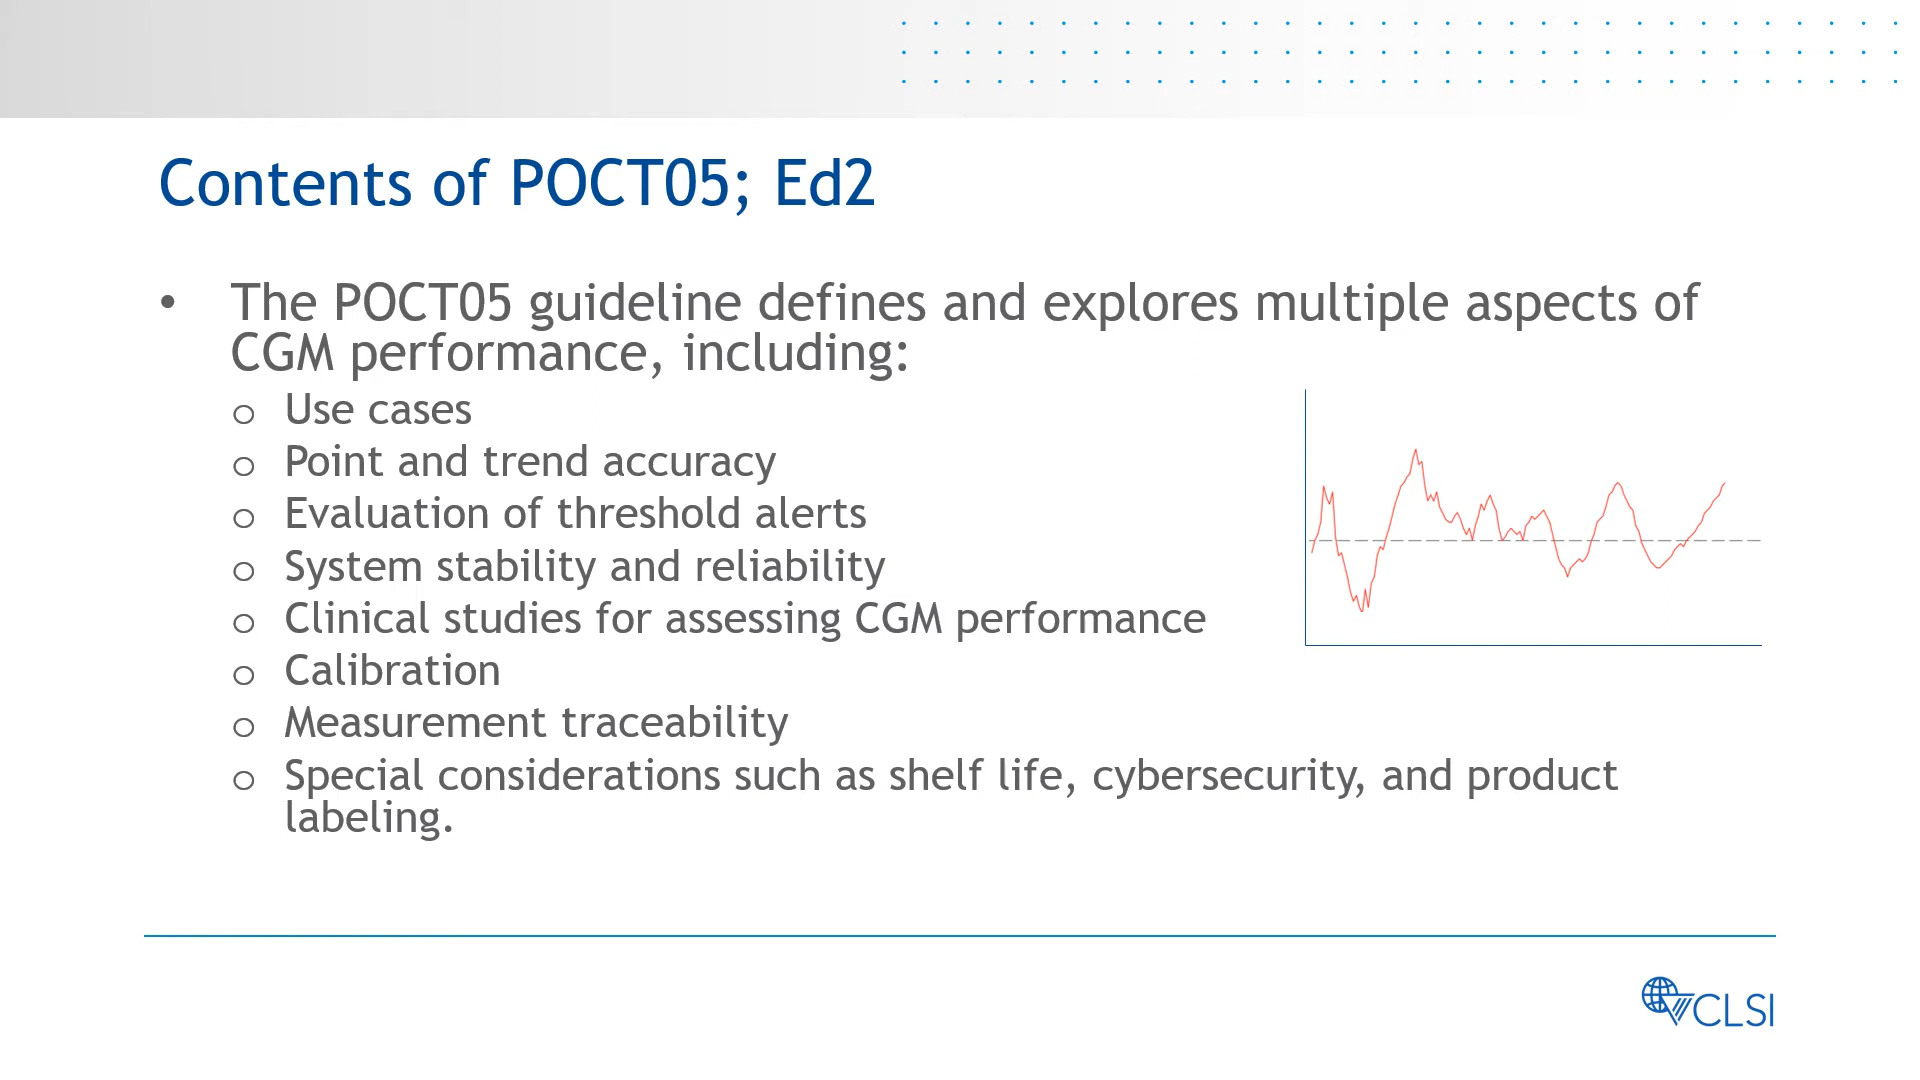 Contents of POCT05; Ed2
• The POCT05 guideline defines and explores multiple aspects of
CGM performance, including:
o Use cases
o Point and trend accuracy
o Evaluation of threshold alerts
o System stability and reliability
o Clinical studies for assessing CGM performance
o Calibration
o Measurement traceability
o Special considerations such as shelf life, cybersecurity, and product
labeling.
CLSI